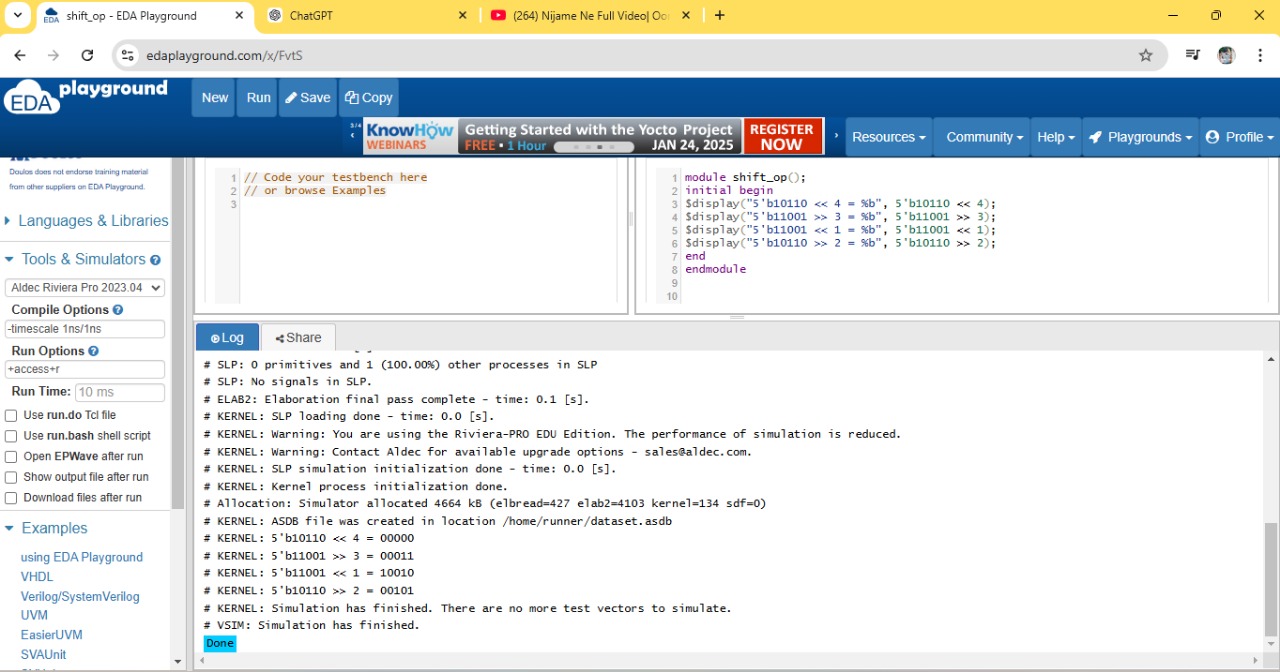 shift_op - EDA Playground
ChatGPT
(264) Nijame Ne Full Video|
edaplayground.com/x/FvtS
EDA playground
New
Run
Save
Copy
3/4
KnowHow WEBINARS
Getting Started with the Yocto Project
FREE • 1 Hour
JAN 24, 2025
REGISTER NOW
Resources
Community
Help
Playgrounds
Profile
Doulos does not endorse training material
from other suppliers on EDA Playground.
Languages & Libraries
Tools & Simulators
Aldec Riviera Pro 2023.04
Compile Options
-timescale 1ns/1ns
Run Options
+access+r
Run Time: 10 ms
Use run.do Tcl file
Use run.bash shell script
Open EPWave after run
Show output file after run
Download files after run
Examples
using EDA Playground
VHDL
Verilog/SystemVerilog
UVM
EasierUVM
SVAUnit
1 // Code your testbench here
2 // or browse Examples
3
1 module shift_op();
2 initial begin
3 $display("5'b10110 << 4 = %b", 5'b10110 << 4);
4 $display("5'b11001 >> 3 = %b", 5'b11001 >> 3);
5 $display("5'b11001 << 1 = %b", 5'b11001 << 1);
6 $display("5'b10110 >> 2 = %b", 5'b10110 >> 2);
7 end
8 endmodule
9
10
Log
Share
# SLP: 0 primitives and 1 (100.00%) other processes in SLP
# SLP: No signals in SLP.
# ELAB2: Elaboration final pass complete - time: 0.1 [s].
# KERNEL: SLP loading done - time: 0.0 [s].
# KERNEL: Warning: You are using the Riviera-PRO EDU Edition. The performance of simulation is reduced.
# KERNEL: Warning: Contact Aldec for available upgrade options - sales@aldec.com.
# KERNEL: SLP simulation initialization done - time: 0.0 [s].
# KERNEL: Kernel process initialization done.
# Allocation: Simulator allocated 4664 kB (elbread=427 elab2=4103 kernel=134 sdf=0)
# KERNEL: ASDB file was created in location /home/runner/dataset.asdb
# KERNEL: 5'b10110 << 4 = 00000
# KERNEL: 5'b11001 >> 3 = 00011
# KERNEL: 5'b11001 << 1 = 10010
# KERNEL: 5'b10110 >> 2 = 00101
# KERNEL: Simulation has finished. There are no more test vectors to simulate.
# VSIM: Simulation has finished.
Done